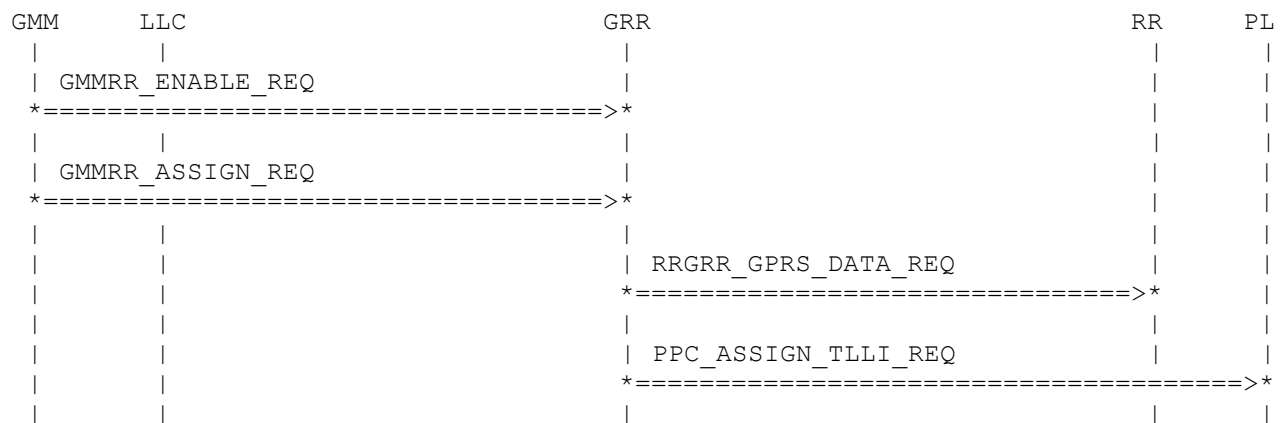 GMM     LLC                         GRR                              RR     PL
 |       |                            |                                |      |
 | GMMRR_ENABLE_REQ                   |                                |      |
 *===================================>*                                |      |
 |       |                            |                                |      |
 | GMMRR_ASSIGN_REQ                   |                                |      |
 *===================================>*                                |      |
 |       |                            |                                |      |
 |       |                            | RRGRR_GPRS_DATA_REQ            |      |
 |       |                            *===============================>*      |
 |       |                            |                                |      |
 |       |                            | PPC_ASSIGN_TLLI_REQ            |      |
 |       |                            *======================================>*
 |       |                            |                                |      |